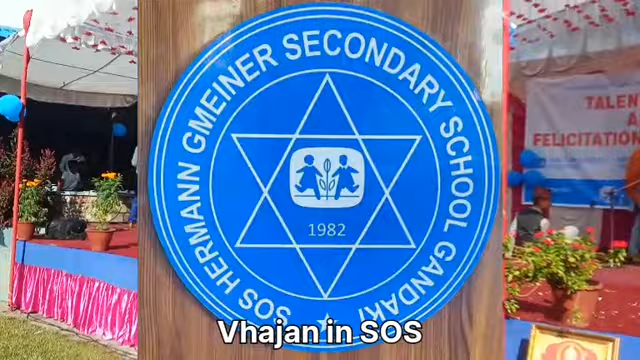 SOS HERMANN GMEINER SECONDARY SCHOOL GANDAKI
1982
TALEN
A
FELICITATION
Vhajan in SOS